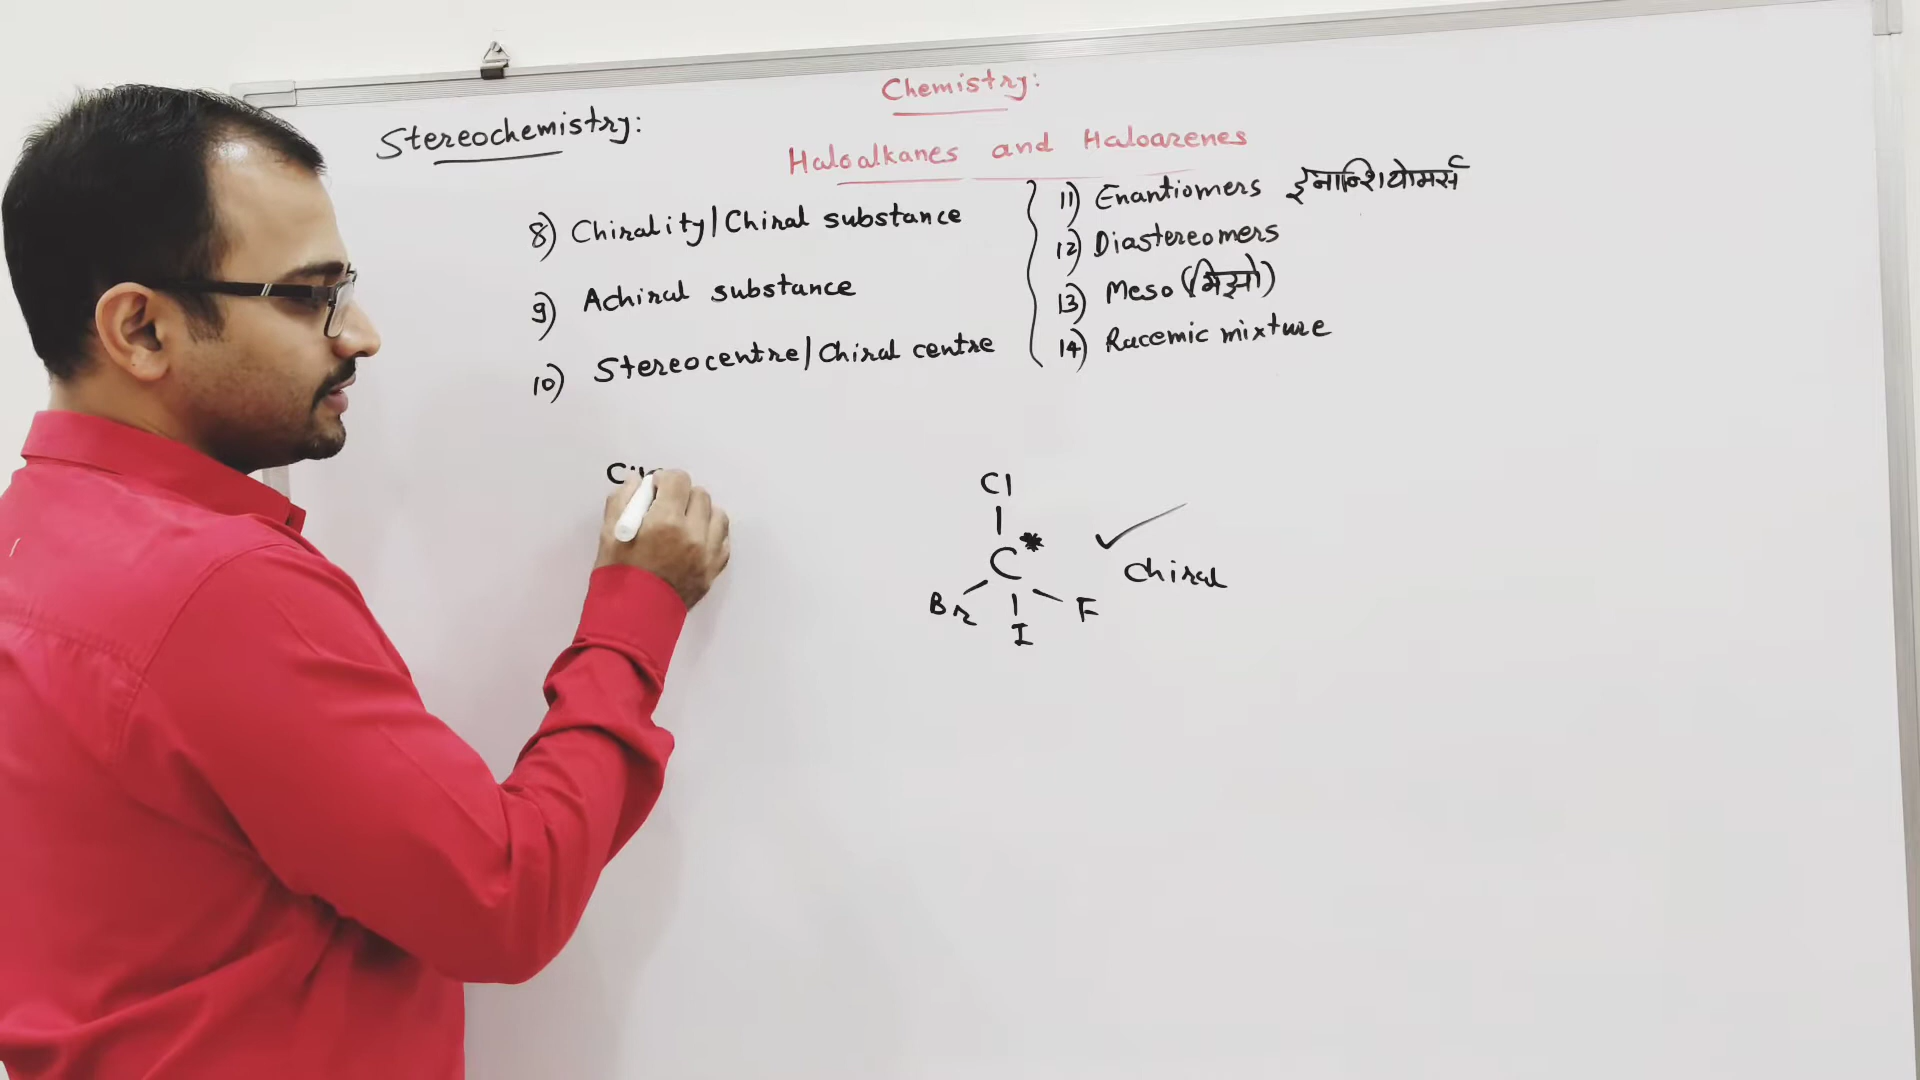 Chemistry:
Stereochemistry:
Haloalkanes and Haloarenes
8) Chirality/Chiral substance
9) Achiral substance
10) Stereocentre/Chiral centre
11) Enantiomers इनान्शियोमर्स
12) Diastereomers
13) Meso (मिझो)
14) Racemic mixture
Cl
C*
Br I F
✓
Chiral